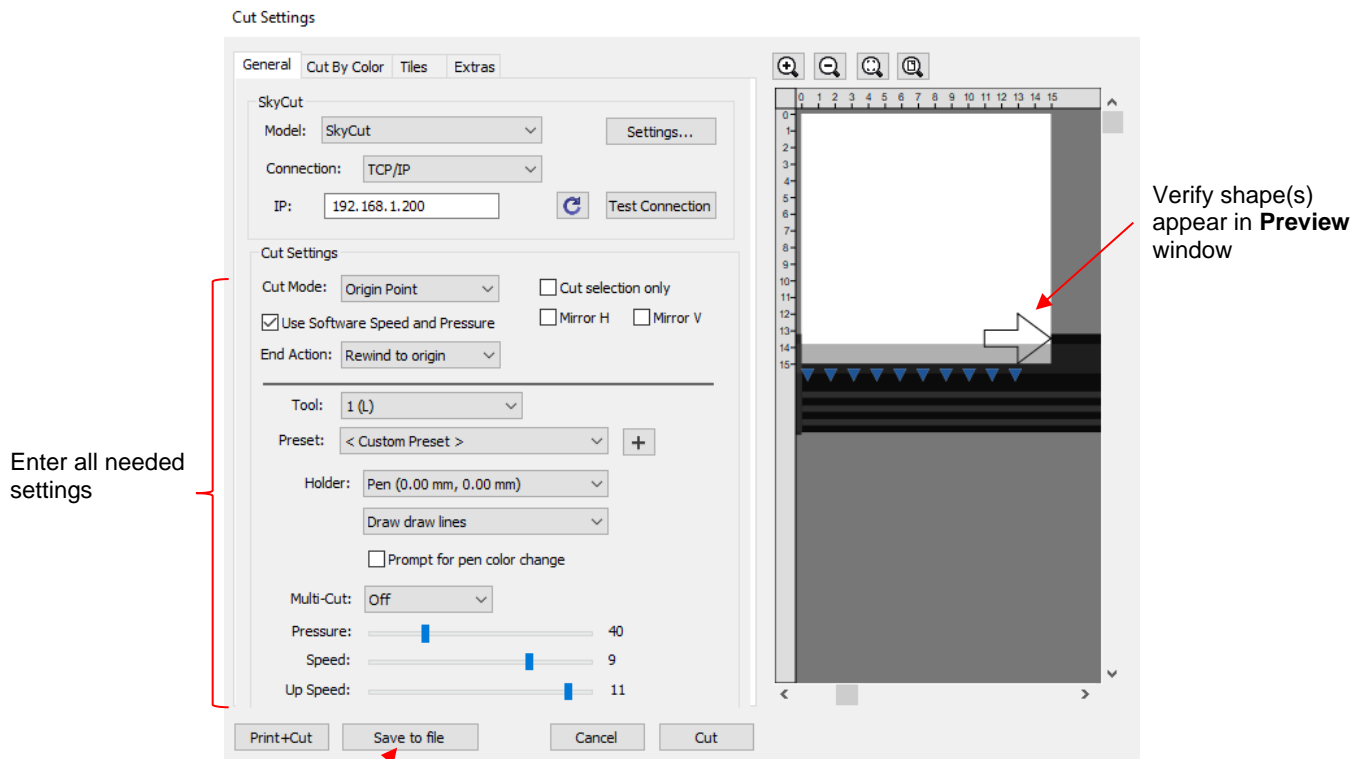 Cut Settings
General Cut By Color Tiles Extras
SkyCut
Model: SkyCut Settings...
Connection: TCP/IP
IP: 192.168.1.200 Test Connection
Cut Settings
Cut Mode: Origin Point Cut selection only
Use Software Speed and Pressure Mirror H Mirror V
End Action: Rewind to origin
Tool: 1 (L)
Preset: < Custom Preset > +
Holder: Pen (0.00 mm, 0.00 mm)
Draw draw lines
Prompt for pen color change
Multi-Cut: Off
Pressure: 40
Speed: 9
Up Speed: 11
Print+Cut Save to file Cancel Cut
0 1 2 3 4 5 6 7 8 9 10 11 12 13 14 15
0
1
2
3
4
5
6
7
8
9
10
11
12
13
14
15
Verify shape(s)
appear in Preview
window
Enter all needed
settings